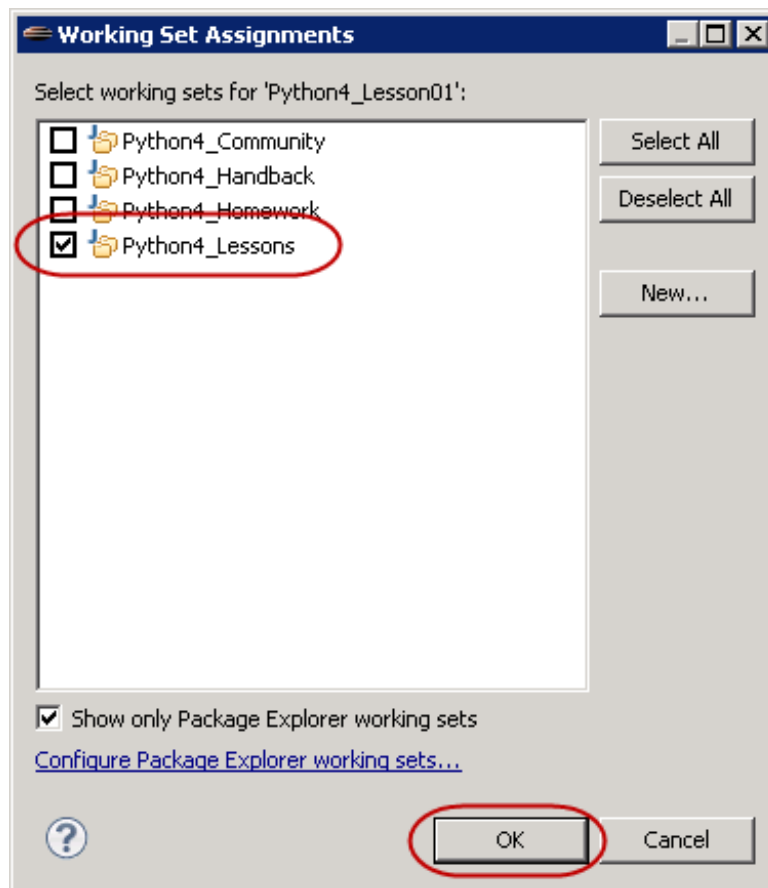 Working Set Assignments
Select working sets for 'Python4_Lesson01':
Python4_Community
Python4_Handback
Python4_Homework
Python4_Lessons
Select All
Deselect All
New...
Show only Package Explorer working sets
Configure Package Explorer working sets...
?
OK
Cancel